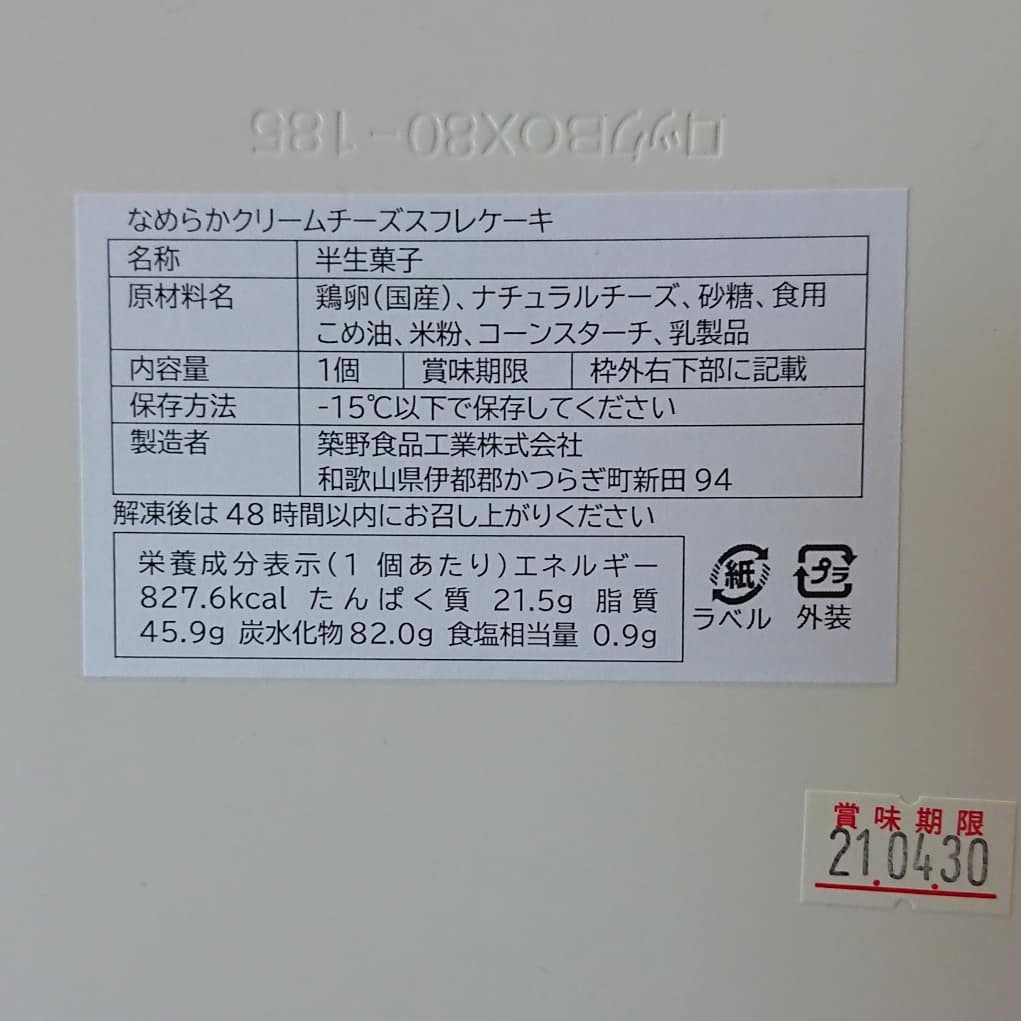 ロックBOX80-185
なめらかクリームチーズスフレケーキ
名称 半生菓子
原材料名 鶏卵(国産)、ナチュラルチーズ、砂糖、食用
こめ油、米粉、コーンスターチ、乳製品
内容量 1個 賞味期限 枠外右下部に記載
保存方法 -15℃以下で保存してください
製造者 築野食品工業株式会社
和歌山県伊都郡かつらぎ町新田94
解凍後は48時間以内にお召し上がりください
栄養成分表示(1個あたり)エネルギー
827.6kcal たんぱく質 21.5g 脂質
45.9g 炭水化物82.0g 食塩相当量 0.9g
紙 プラ
ラベル 外装
賞味期限
21.04.30